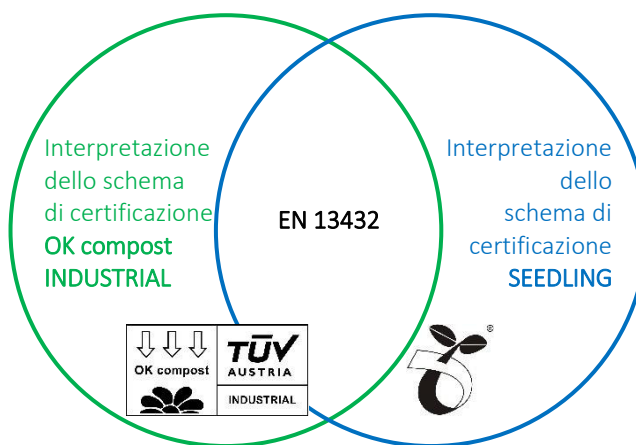 Interpretazione
dello schema
di certificazione
OK compost
INDUSTRIAL
EN 13432
Interpretazione
dello
schema di
certificazione
SEEDLING
OK compost
TÜV
AUSTRIA
INDUSTRIAL
®